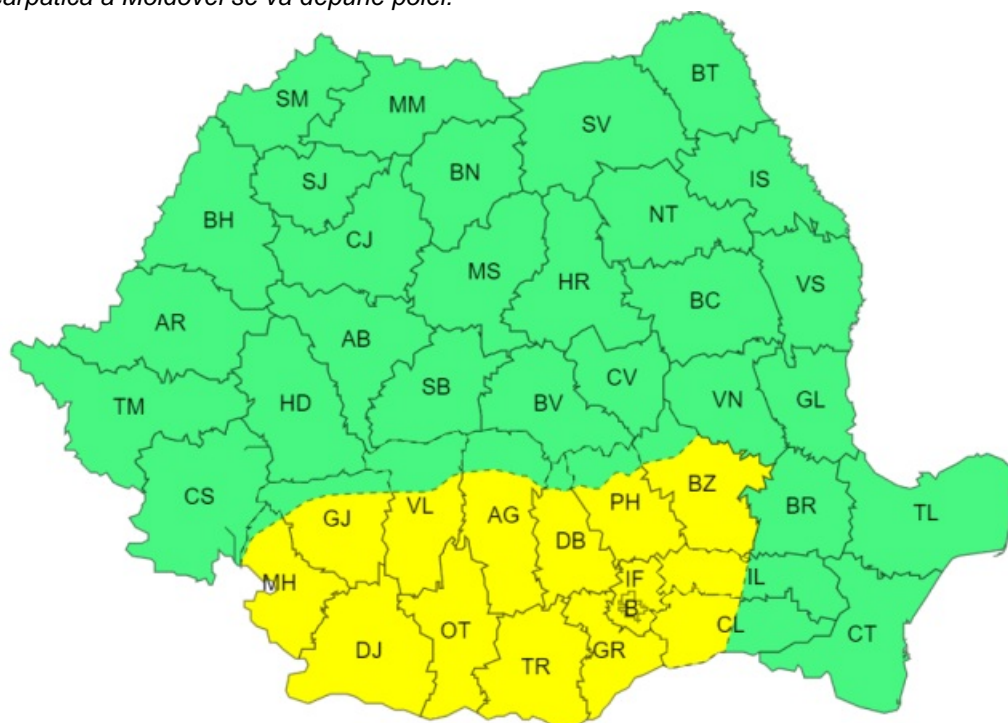 carpatică a Moldovei se va depune polei.
BT
SM
MM
SV
BN
IS
SJ
NT
BH
CJ
MS
HR
VS
BC
AR
AB
CV
SB
TM
HD
BV
VN
GL
BZ
CS
VL
BR
TL
GJ
AG
PH
DB
MH
IF
IL
B
CL
OT
CT
DJ
GR
TR